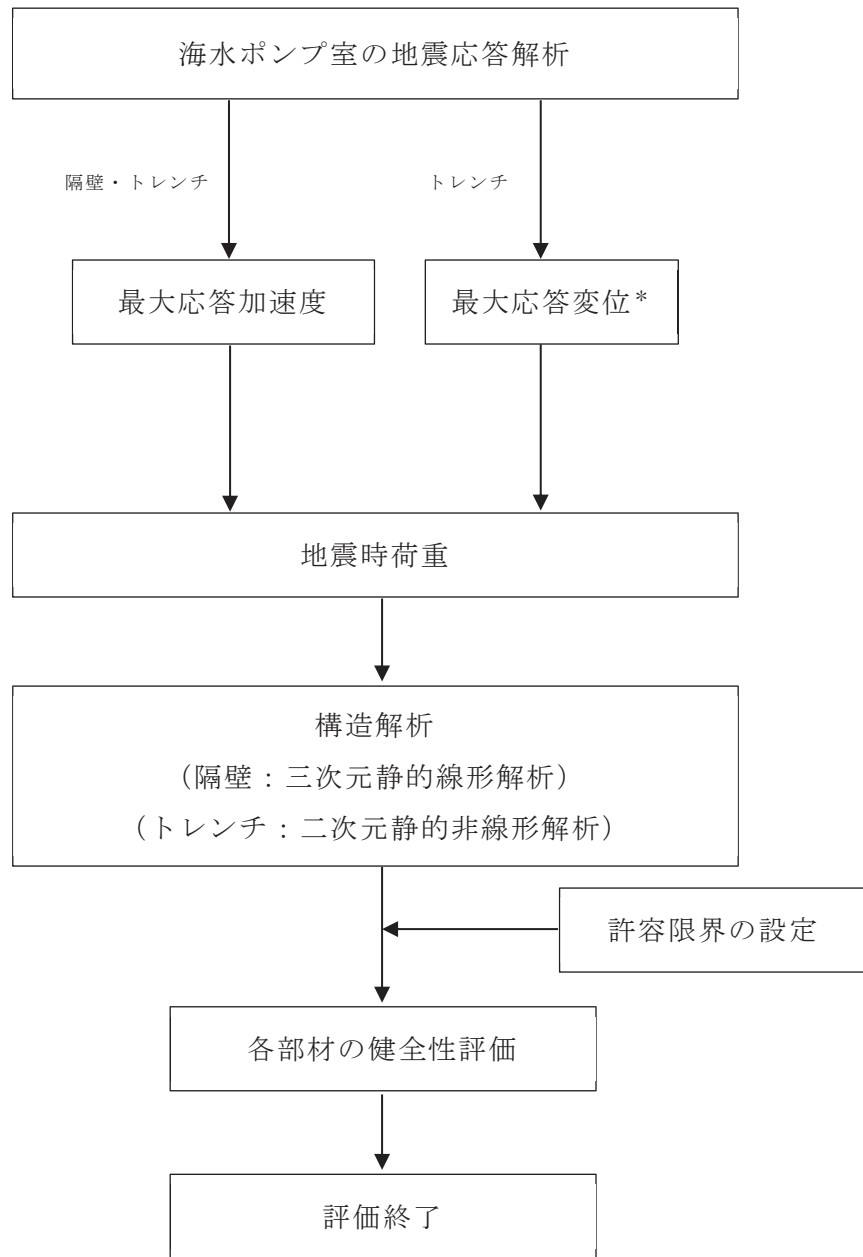 海水ポンプ室の地震応答解析
隔壁・トレンチ
トレンチ
最大応答加速度
最大応答変位*
地震時荷重
構造解析
(隔壁:三次元静的線形解析)
(トレンチ:二次元静的非線形解析)
許容限界の設定
各部材の健全性評価
評価終了